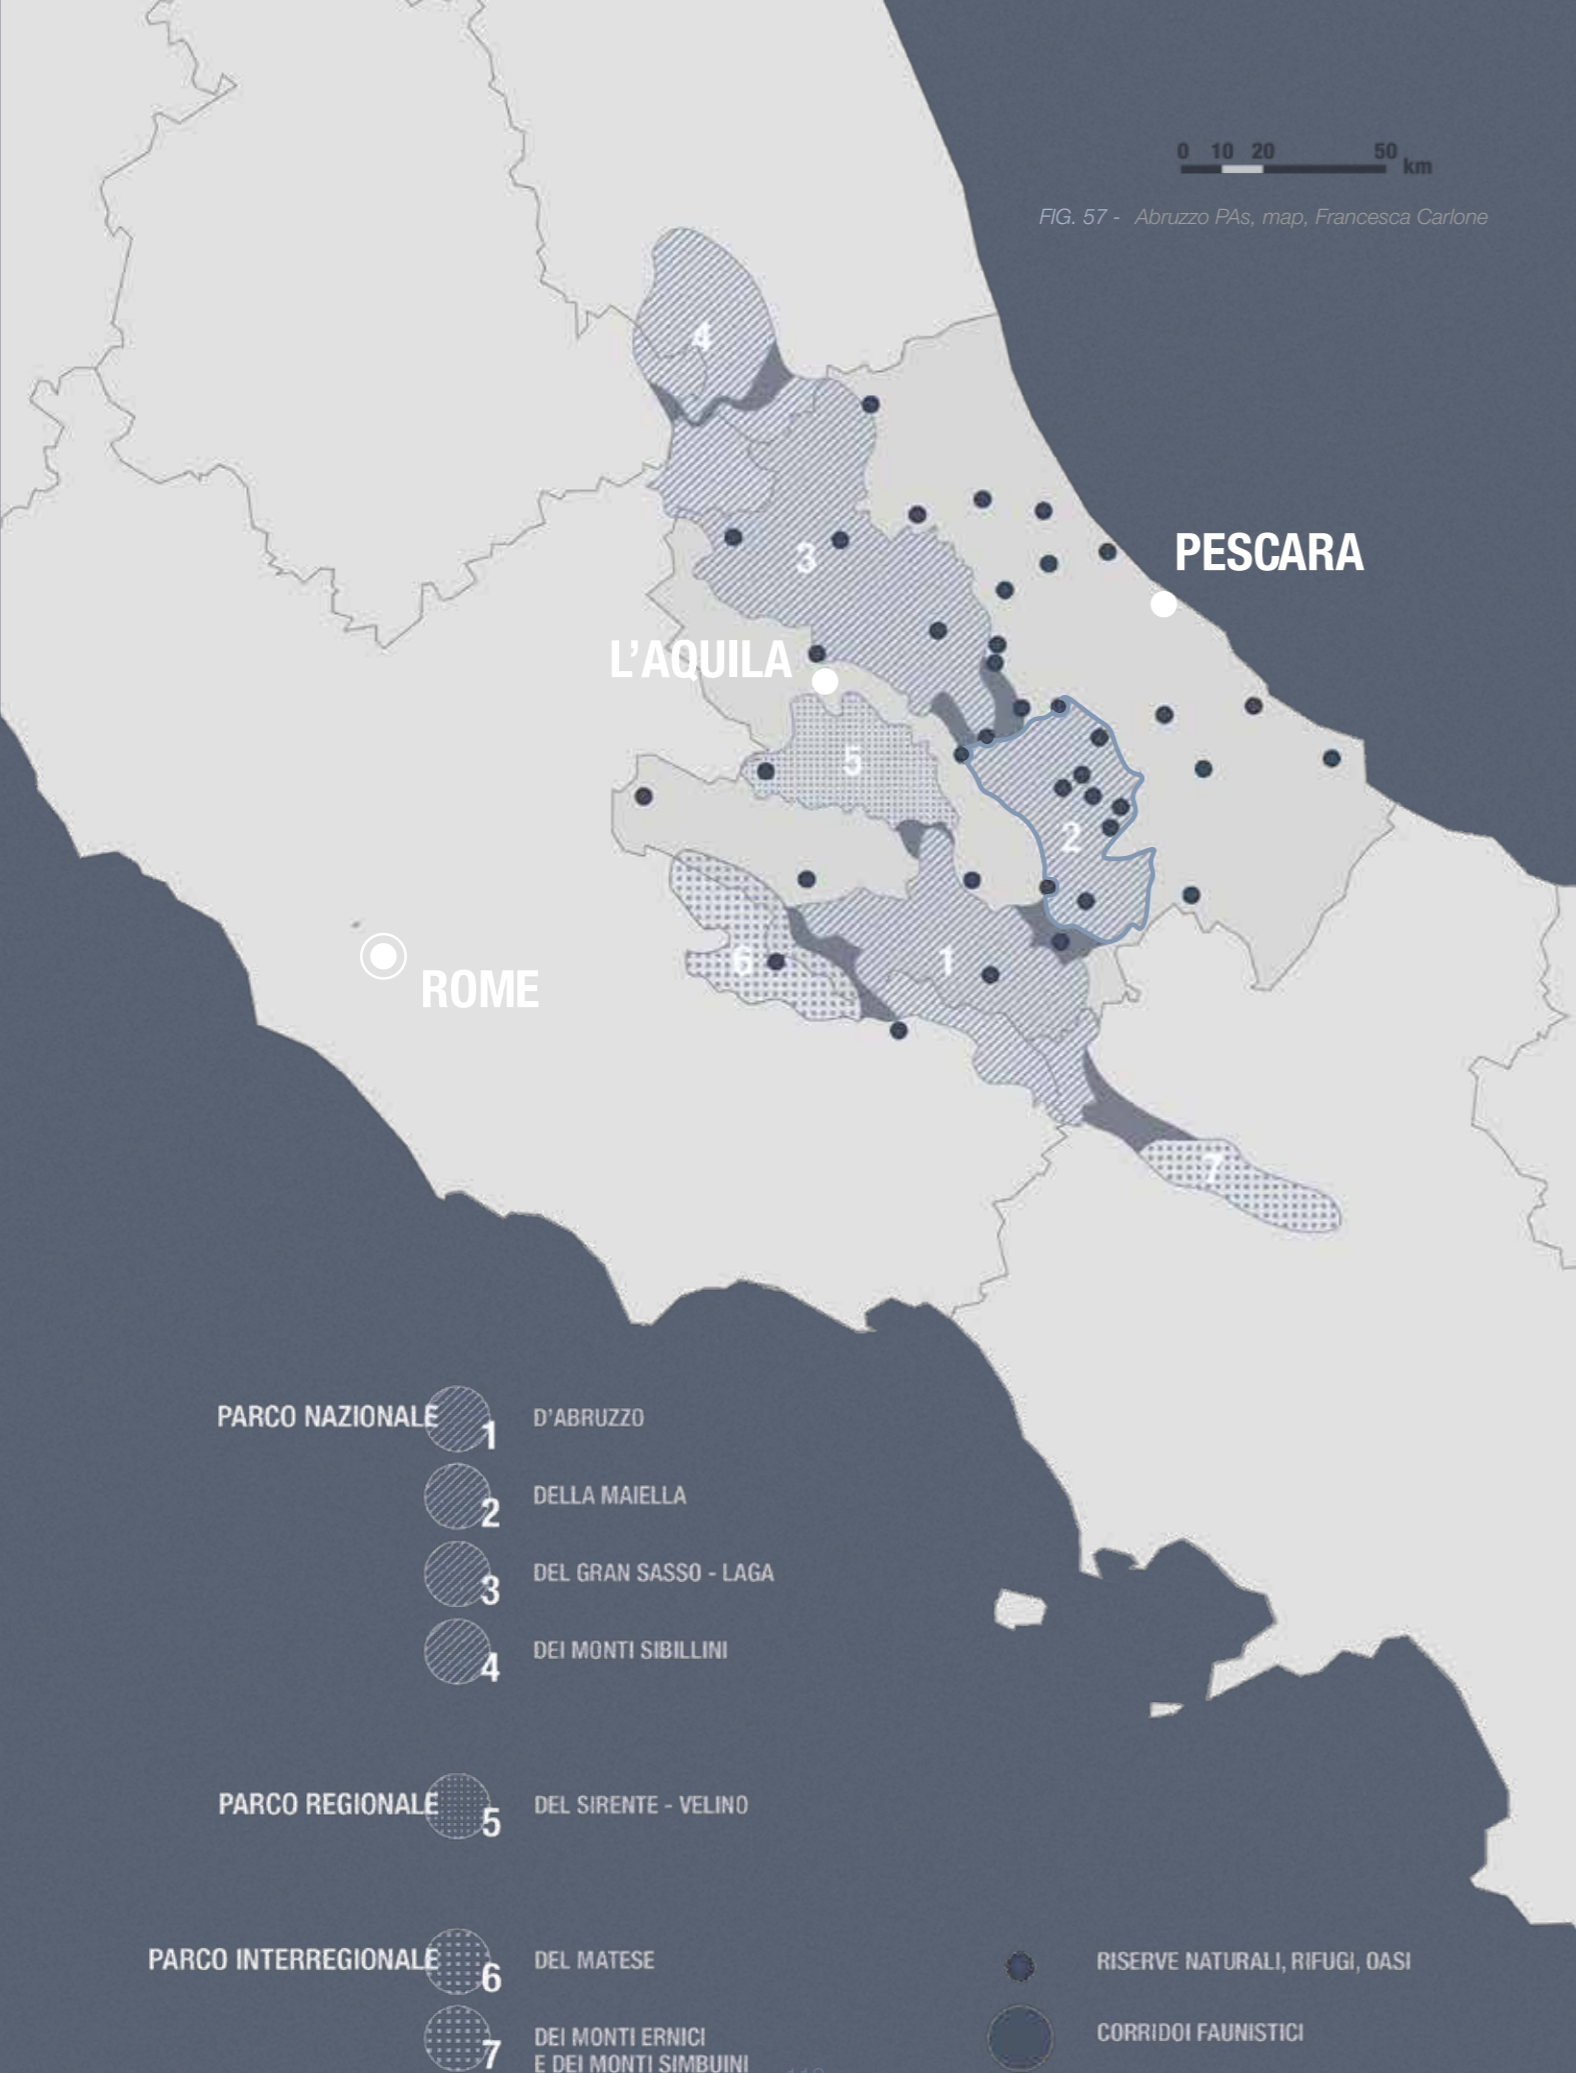 0 10 20 50 km
FIG. 57 - Abruzzo PAs, map, Francesca Carlone
4
3
PESCARA
L'AQUILA
5
2
6
1
ROME
7
PARCO NAZIONALE 1 D'ABRUZZO
2 DELLA MAIELLA
3 DEL GRAN SASSO - LAGA
4 DEI MONTI SIBILLINI
PARCO REGIONALE 5 DEL SIRENTE - VELINO
PARCO INTERREGIONALE 6 DEL MATESE
RISERVE NATURALI, RIFUGI, OASI
7 DEI MONTI ERNICI
E DEI MONTI SIMBUINI
CORRIDOI FAUNISTICI